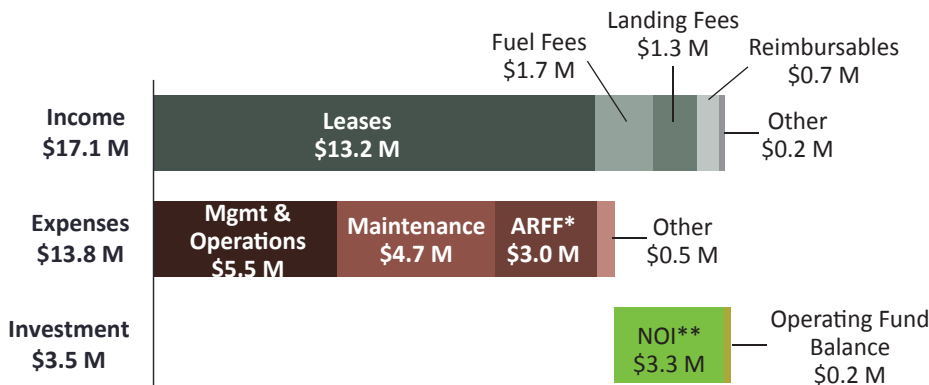 Landing Fees
$1.3 M
Fuel Fees
$1.7 M
Reimbursables
$0.7 M
Income
$17.1 M
Leases
$13.2 M
Other
$0.2 M
Expenses
$13.8 M
Mgmt &
Operations
$5.5 M
Maintenance
$4.7 M
ARFF*
$3.0 M
Other
$0.5 M
Investment
$3.5 M
NOI**
$3.3 M
Operating Fund
Balance
$0.2 M